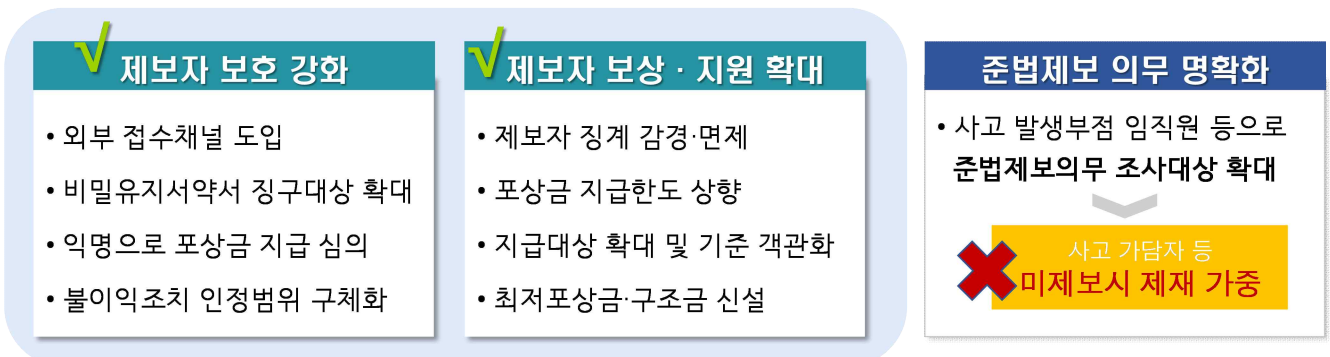 √ 제보자 보호 강화
• 외부 접수채널 도입
• 비밀유지서약서 징구대상 확대
• 익명으로 포상금 지급 심의
• 불이익조치 인정범위 구체화
√ 제보자 보상 · 지원 확대
• 제보자 징계 감경·면제
• 포상금 지급한도 상향
• 지급대상 확대 및 기준 객관화
• 최저포상금·구조금 신설
준법제보 의무 명확화
• 사고 발생부점 임직원 등으로
준법제보의무 조사대상 확대
사고 가담자 등
미제보시 제재 가중